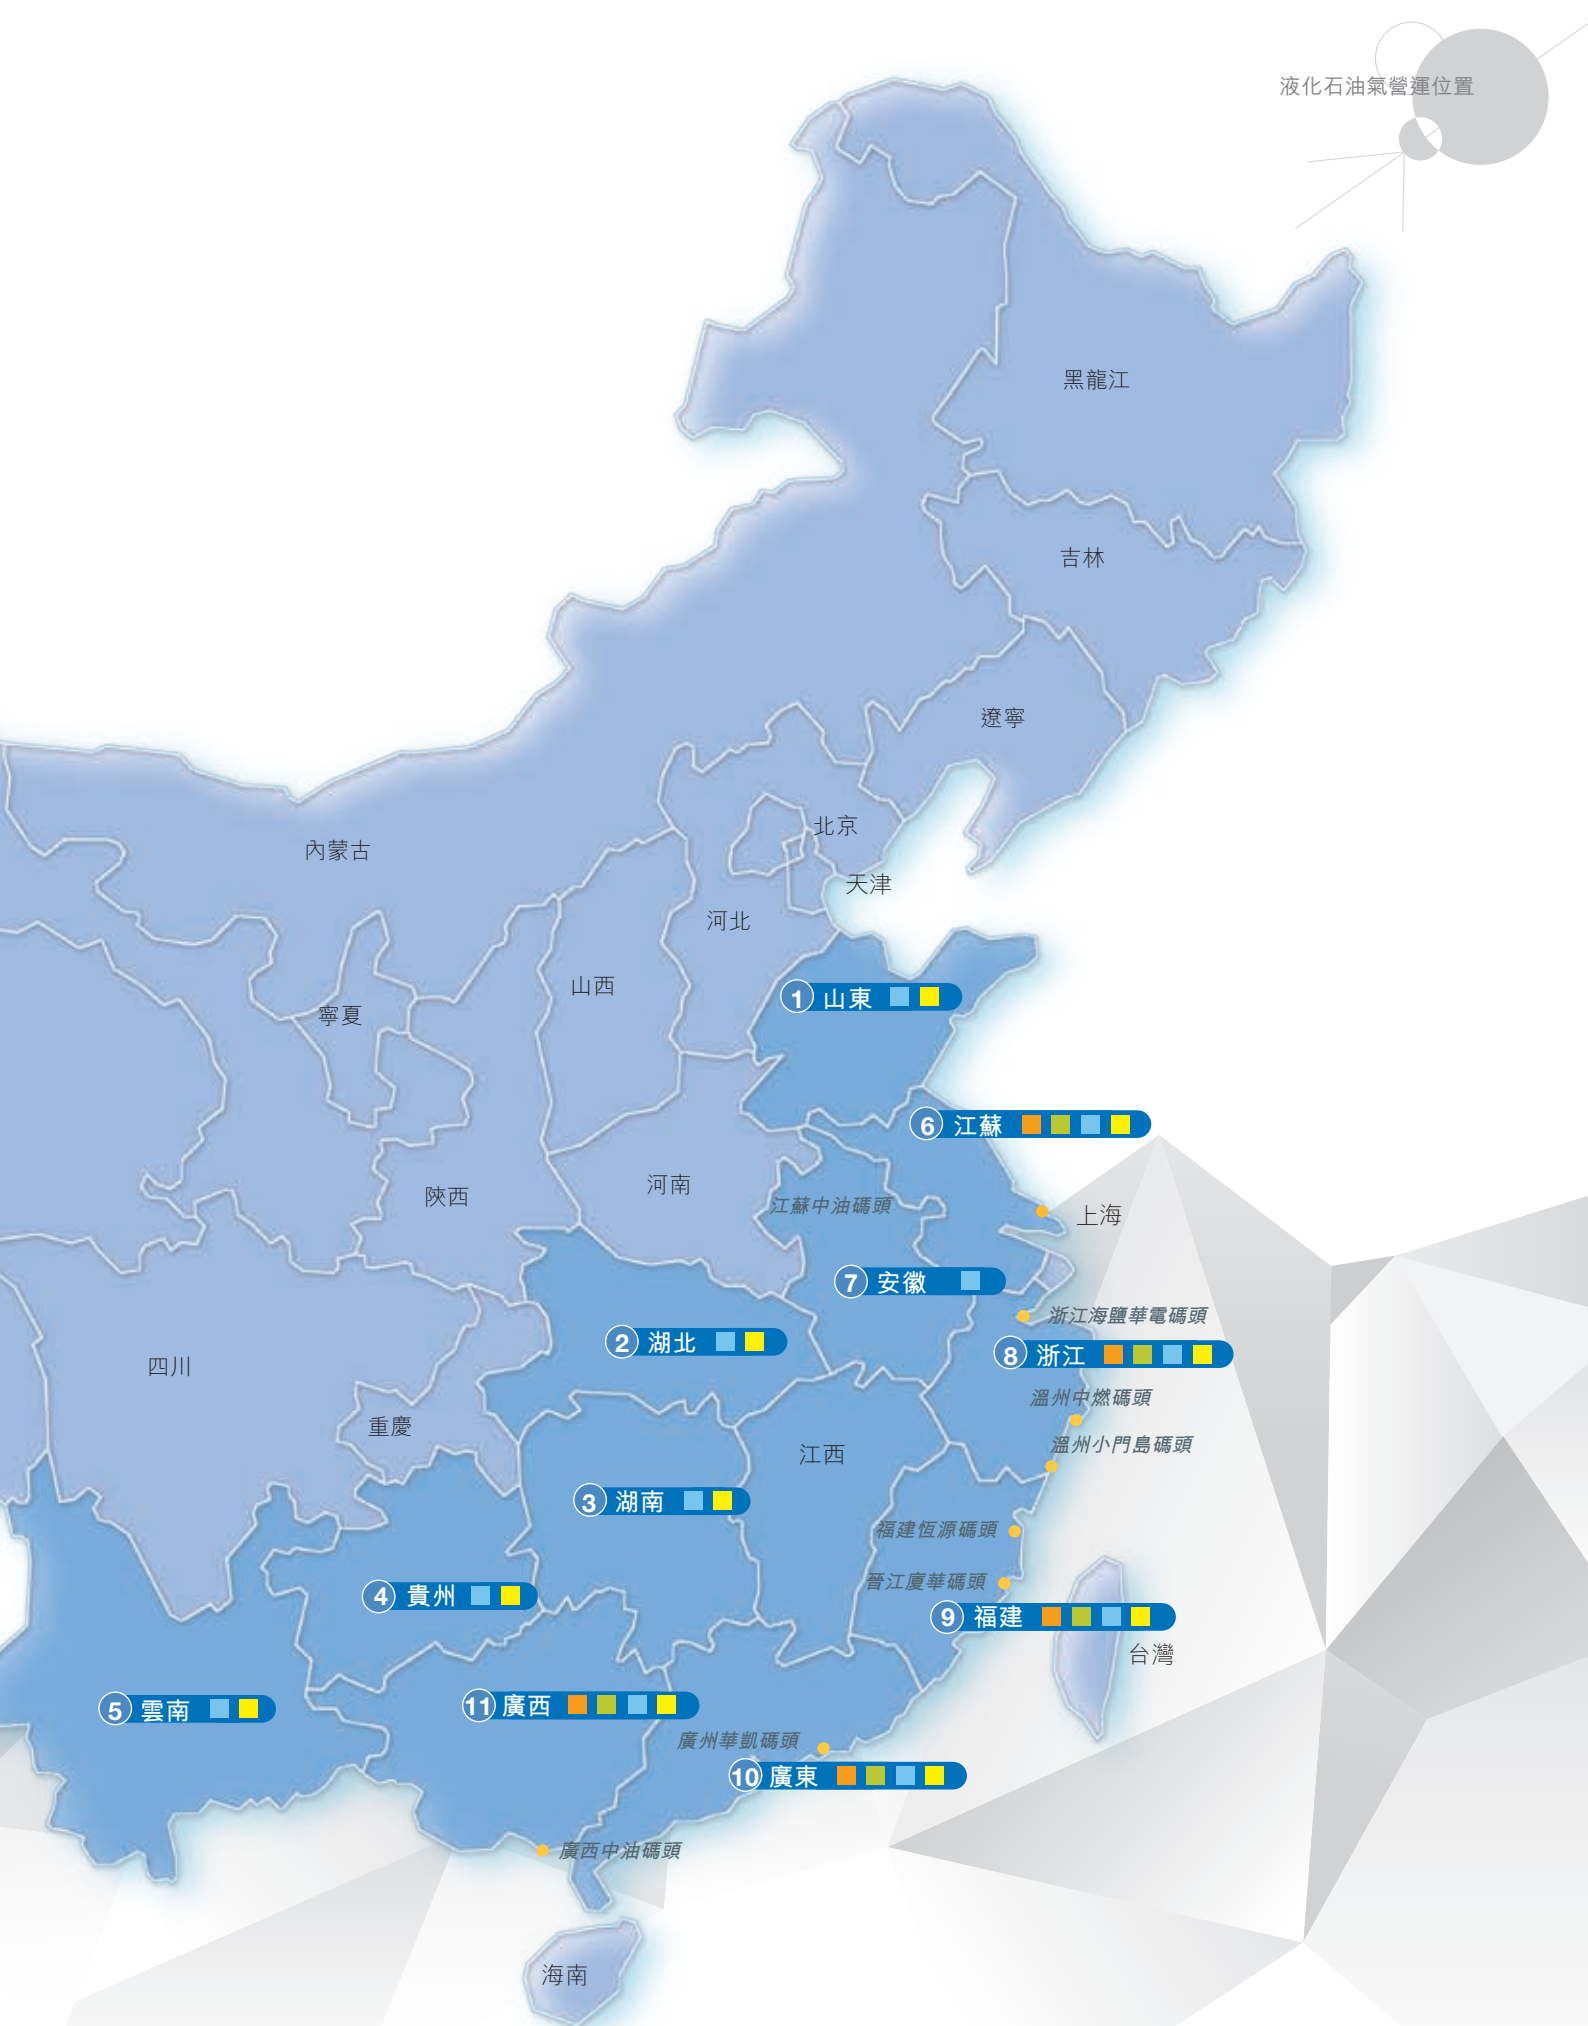 液化石油氣營運位置
黑龍江
吉林
遼寧
北京
內蒙古
天津
河北
山西
1 山東
寧夏
6 江蘇
河南
陝西
江蘇中油碼頭
上海
7 安徽
浙江海鹽華電碼頭
2 湖北
8 浙江
四川
溫州中燃碼頭
重慶
溫州小門島碼頭
江西
3 湖南
福建恆源碼頭
晉江廈華碼頭
4 貴州
9 福建
台灣
5 雲南
11 廣西
廣州華凱碼頭
10 廣東
廣西中油碼頭
海南